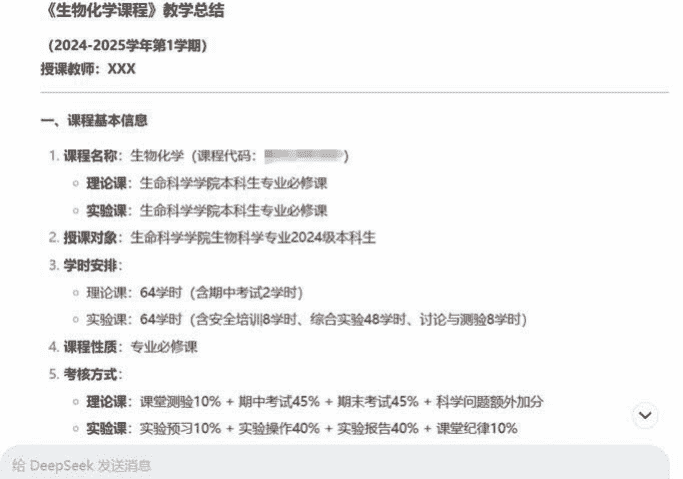 《生物化学课程》教学总结
（2024-2025学年第1学期）
授课教师：XXX
一、课程基本信息
1. 课程名称：生物化学（课程代码：）
理论课：生命科学学院本科生专业必修课
实验课：生命科学学院本科生专业必修课
2. 授课对象：生命科学学院生物科学专业2024级本科生
3. 学时安排：
理论课：64学时（含期中考试2学时）
实验课：64学时（含安全培训8学时、综合实验48学时、讨论与测验8学时）
4. 课程性质：专业必修课
5. 考核方式：
理论课：课堂测验10% + 期中考试45% + 期末考试45% + 科学问题额外加分
实验课：实验预习10% + 实验操作40% + 实验报告40% + 课堂纪律10%
给 DeepSeek 发送消息